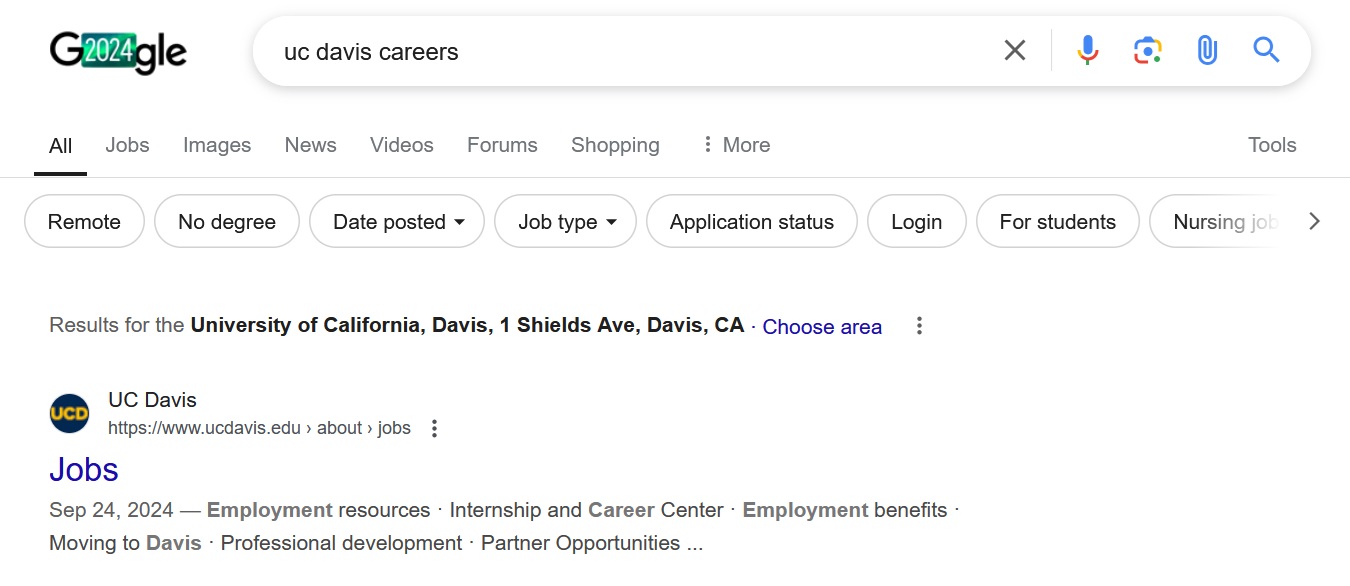 G2024gle
uc davis careers
All Jobs Images News Videos Forums Shopping More Tools
Remote No degree Date posted Job type Application status Login For students Nursing job
Results for the University of California, Davis, 1 Shields Ave, Davis, CA · Choose area
UCD
UC Davis
https://www.ucdavis.edu › about › jobs
Jobs
Sep 24, 2024 — Employment resources · Internship and Career Center · Employment benefits ·
Moving to Davis · Professional development · Partner Opportunities ...